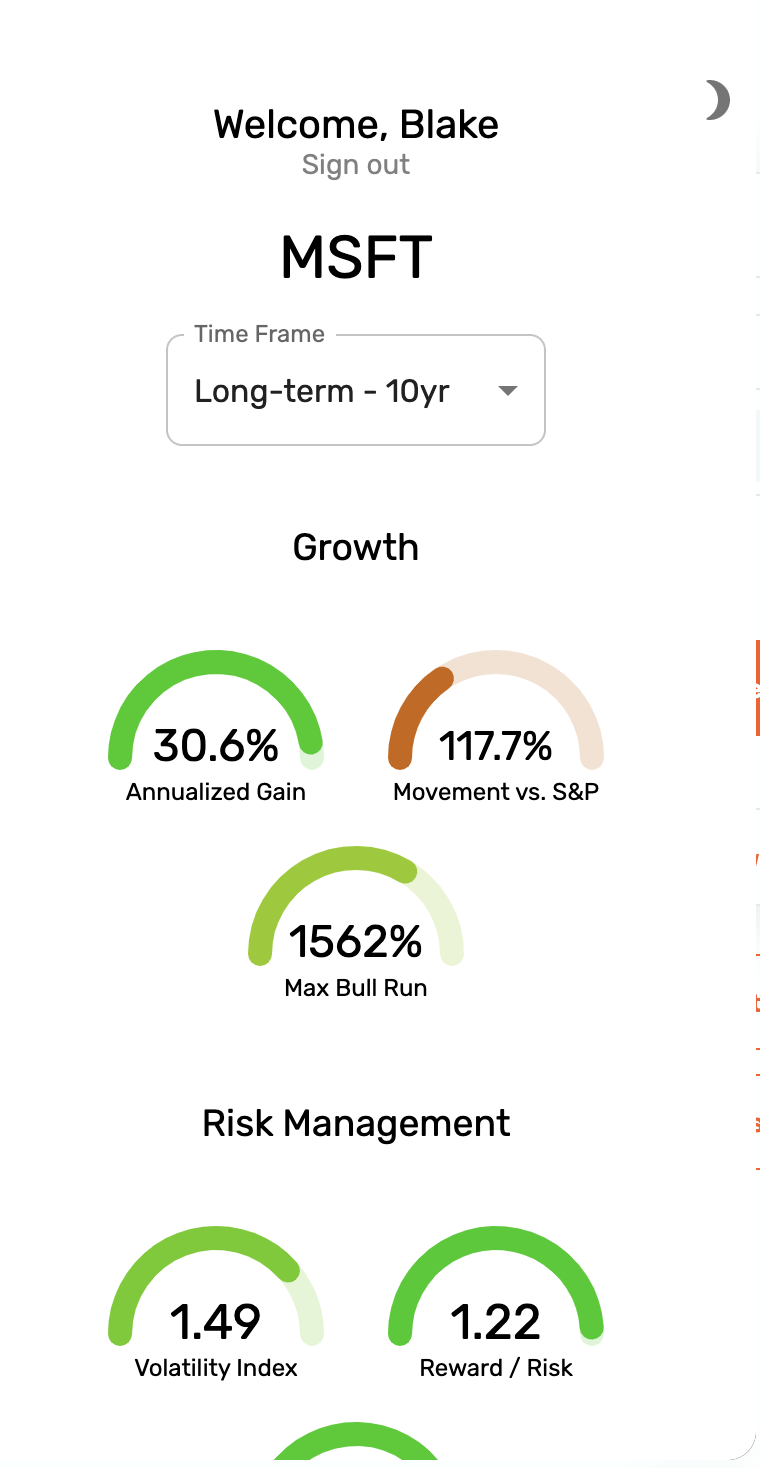 Welcome, Blake
Sign out
MSFT
Time Frame
Long-term - 10yr
Growth
30.6%
Annualized Gain
117.7%
Movement vs. S&P
1562%
Max Bull Run
Risk Management
1.49
Volatility Index
1.22
Reward / Risk